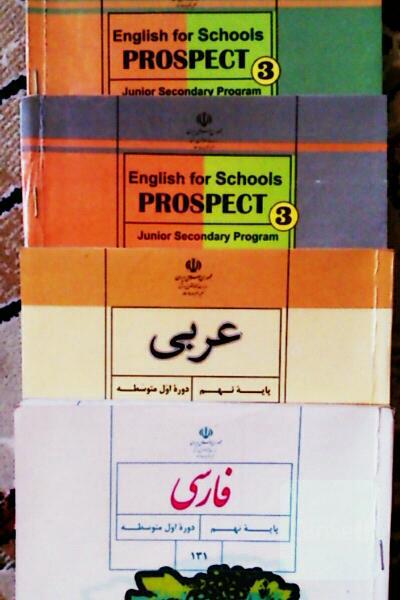 English for Schools
PROSPECT 3
Junior Secondary Program
English for Schools
PROSPECT 3
Junior Secondary Program
عربی
پایهٔ نهم
دورهٔ اول متوسطه
فارسی
پایهٔ نهم
دورهٔ اول متوسطه
۱۳۱